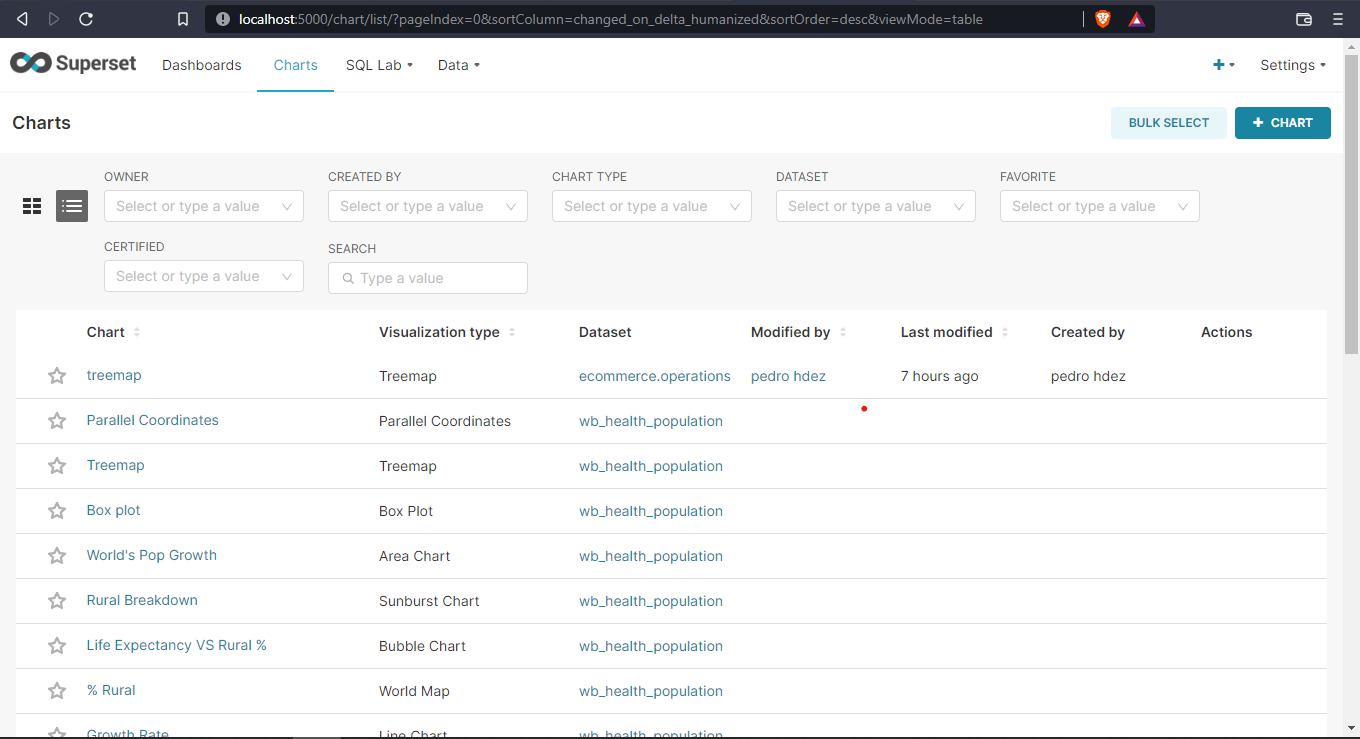 localhost:5000/chart/list/?pageIndex=0&sortColumn=changed_on_delta_humanized&sortOrder=desc&viewMode=table
Superset Dashboards Charts SQL Lab Data + Settings
Charts BULK SELECT + CHART
OWNER CREATED BY CHART TYPE DATASET FAVORITE
Select or type a value Select or type a value Select or type a value Select or type a value Select or type a value
CERTIFIED SEARCH
Select or type a value Type a value
Chart Visualization type Dataset Modified by Last modified Created by Actions
treemap Treemap ecommerce.operations pedro hdez 7 hours ago pedro hdez
Parallel Coordinates Parallel Coordinates wb_health_population
Treemap Treemap wb_health_population
Box plot Box Plot wb_health_population
World's Pop Growth Area Chart wb_health_population
Rural Breakdown Sunburst Chart wb_health_population
Life Expectancy VS Rural % Bubble Chart wb_health_population
% Rural World Map wb_health_population
Growth Rate Line Chart wb_health_population